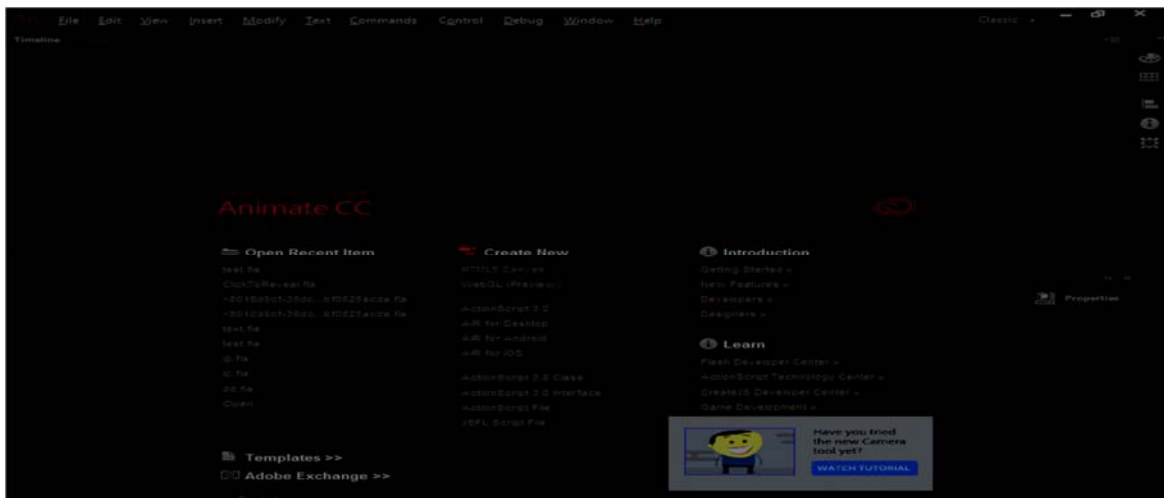 File Edit View Insert Modify Text Commands Control Debug Window Help
Classic
Timeline
Animate CC
Open Recent Item
test.fla
ClickToReveal.fla
text.fla
test.fla
Open...
Templates >>
Adobe Exchange >>
Create New
HTML5 Canvas
WebGL (Preview)
ActionScript 3.0
AIR for Desktop
AIR for Android
AIR for iOS
ActionScript 3.0 Class
ActionScript 3.0 Interface
ActionScript File
JSFL Script File
Introduction
Getting Started »
New Features »
Developers »
Designers »
Learn
Flash Developer Center »
ActionScript Technology Center »
CreateJS Developer Center »
Game Development »
Have you tried
the new Camera
tool yet?
WATCH TUTORIAL
Properties